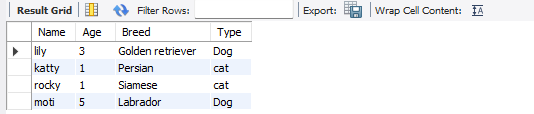 Result Grid Filter Rows: Export: Wrap Cell Content: IA
Name Age Breed Type
lily 3 Golden retriever Dog
katty 1 Persian cat
rocky 1 Siamese cat
moti 5 Labrador Dog